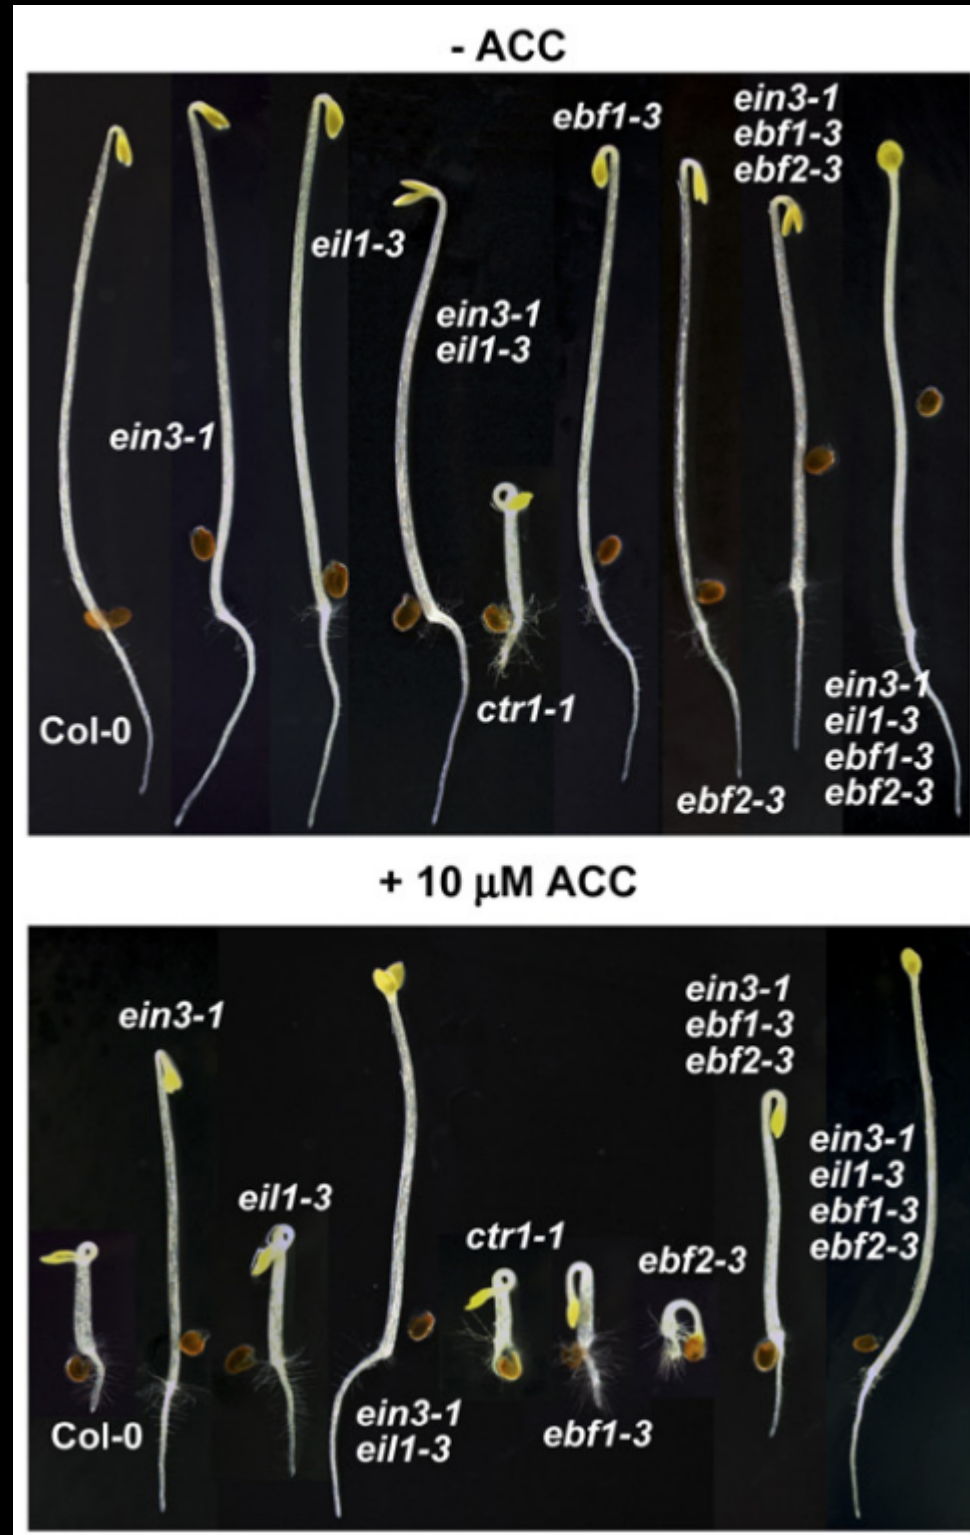 - ACC
Col-0
ein3-1
eil1-3
ein3-1
eil1-3
ctr1-1
ebf1-3
ebf2-3
ein3-1
ebf1-3
ebf2-3
ein3-1
eil1-3
ebf1-3
ebf2-3
+ 10 μM ACC
Col-0
ein3-1
eil1-3
ein3-1
eil1-3
ctr1-1
ebf1-3
ebf2-3
ein3-1
ebf1-3
ebf2-3
ein3-1
eil1-3
ebf1-3
ebf2-3